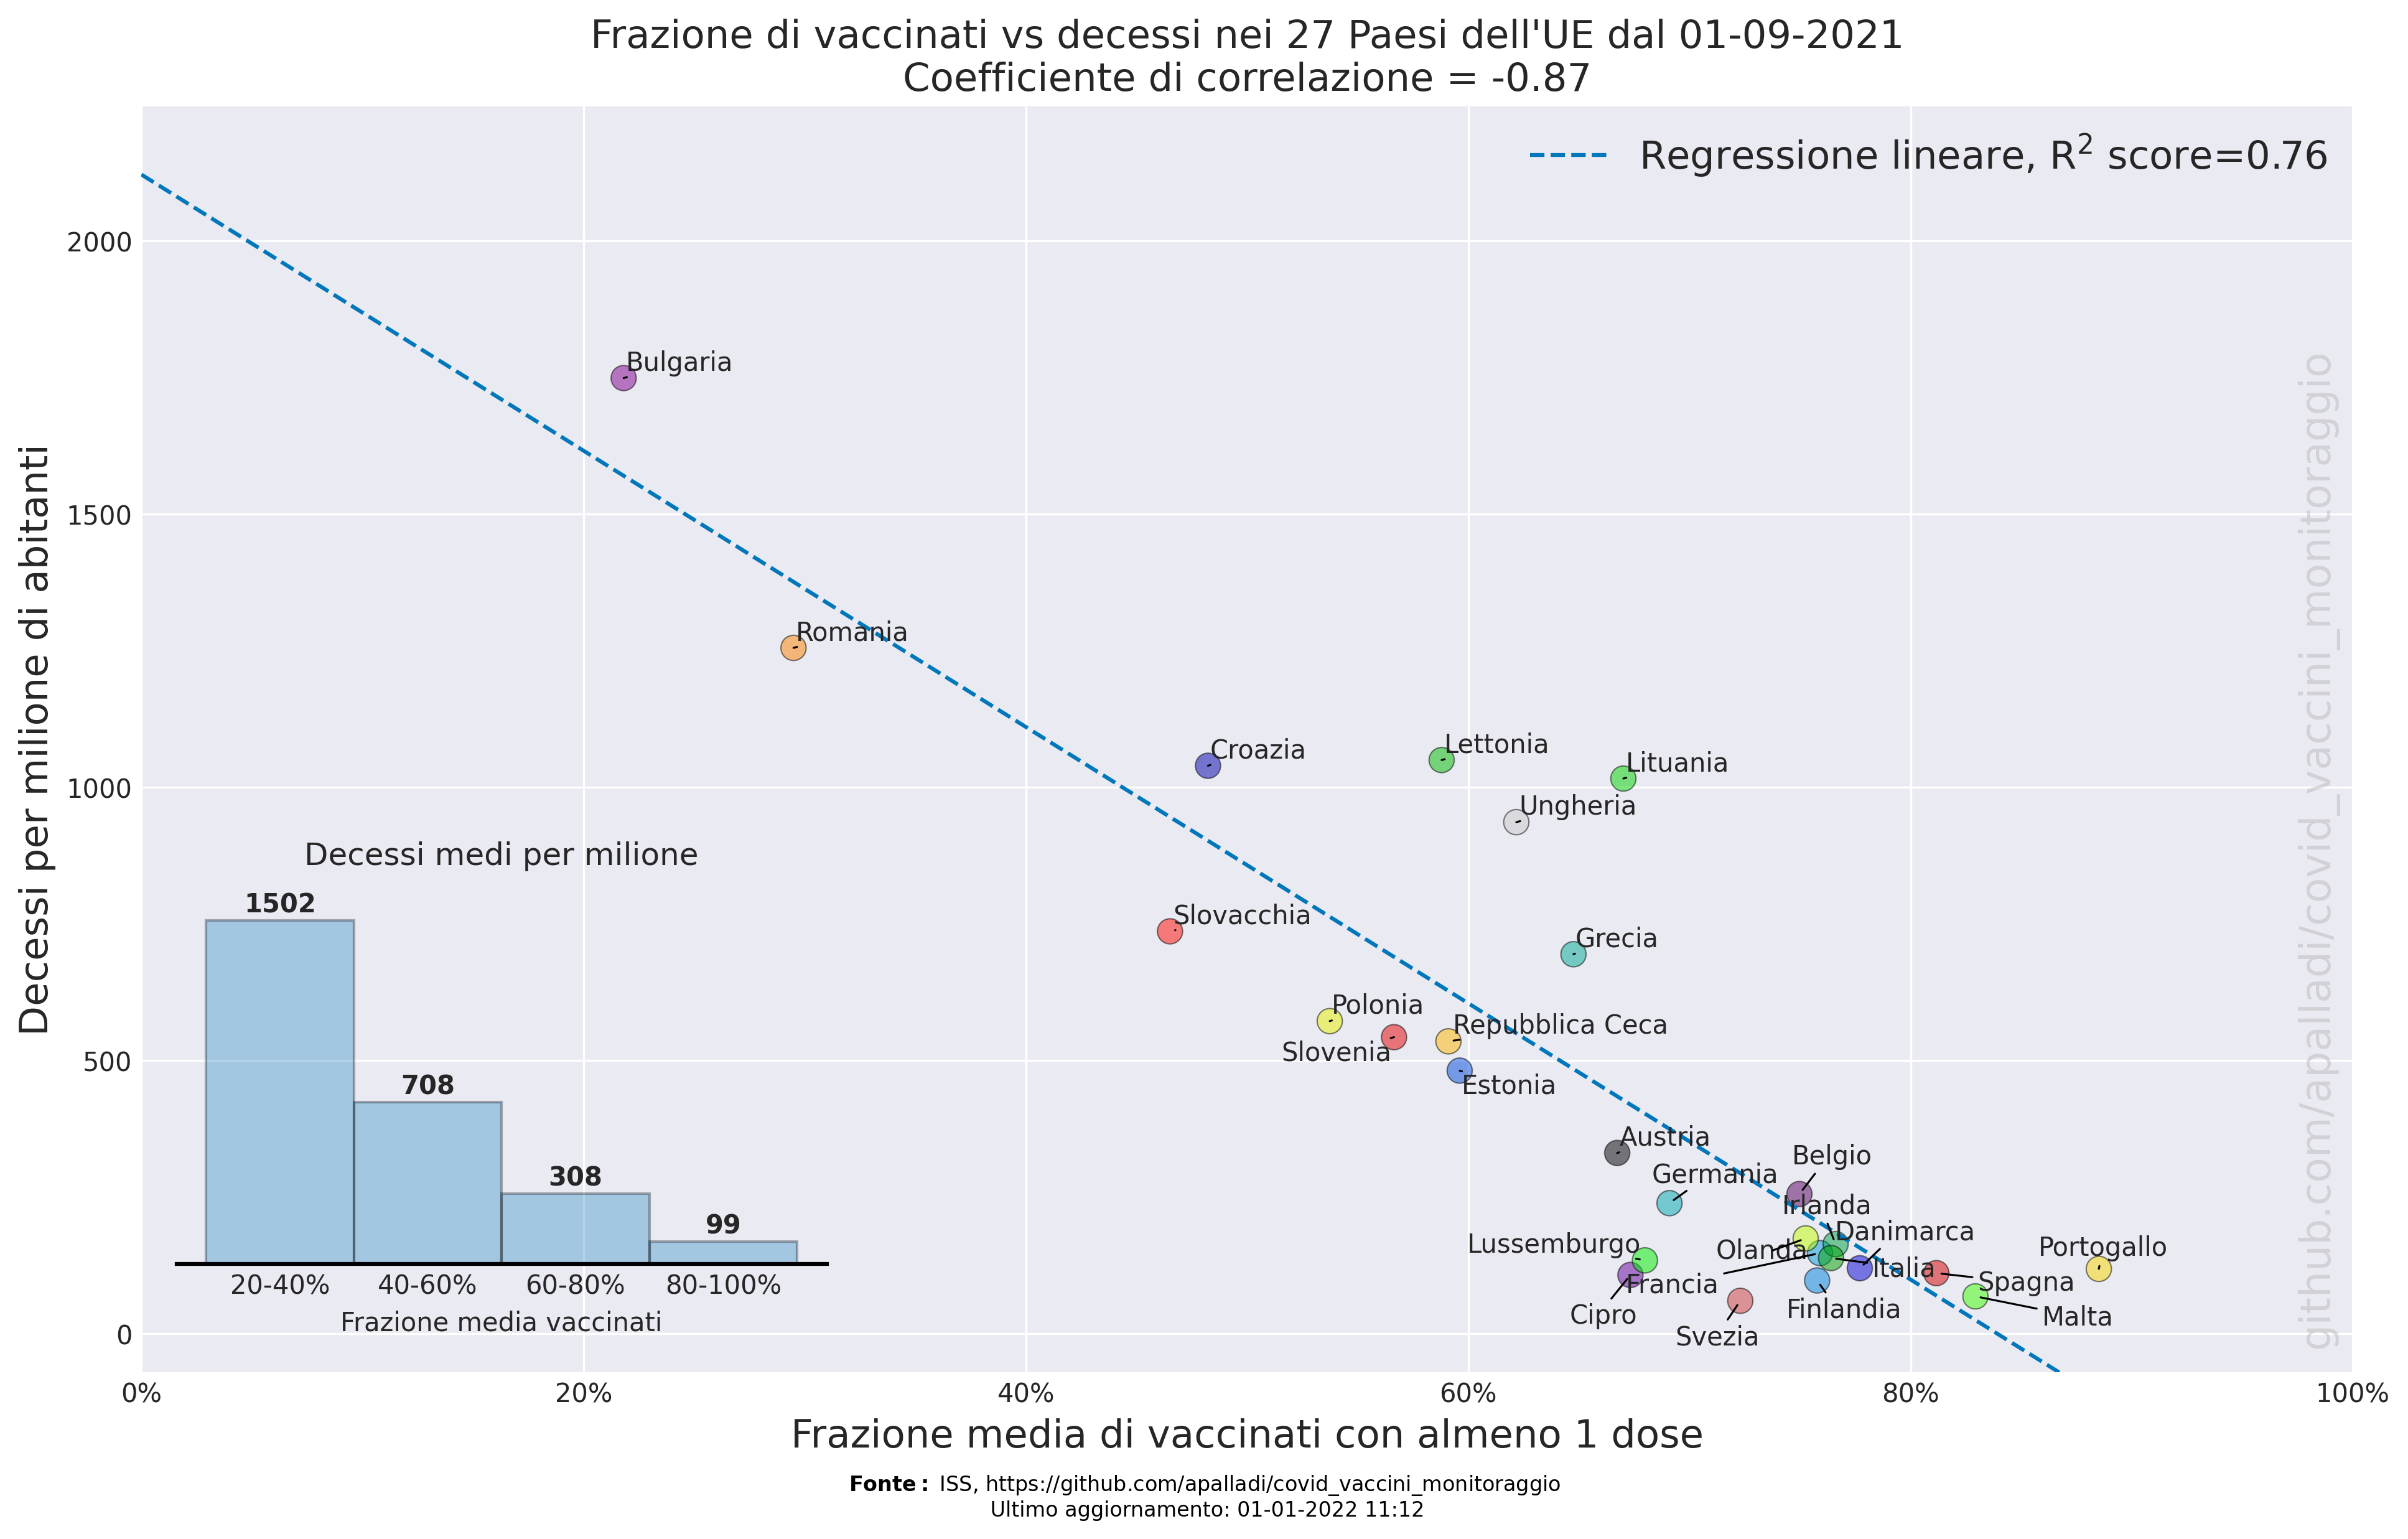 Frazione di vaccinati vs decessi nei 27 Paesi dell'UE dal 01-09-2021
Coefficiente di correlazione = -0.87
Regressione lineare, R² score=0.76
Decessi per milione di abitanti
2000
1500
1000
500
0
Bulgaria
Romania
Croazia
Lettonia
Lituania
Ungheria
Slovacchia
Grecia
Polonia
Repubblica Ceca
Slovenia
Estonia
Austria
Belgio
Germania
Irlanda
Danimarca
Lussemburgo
Olanda
Portogallo
Italia
Francia
Spagna
Cipro
Finlandia
Malta
Svezia
Decessi medi per milione
1502
708
308
99
20-40%
40-60%
60-80%
80-100%
Frazione media vaccinati
github.com/apalladi/covid_vaccini_monitoraggio
0%
20%
40%
60%
80%
100%
Frazione media di vaccinati con almeno 1 dose
Fonte: ISS, https://github.com/apalladi/covid_vaccini_monitoraggio
Ultimo aggiornamento: 01-01-2022 11:12